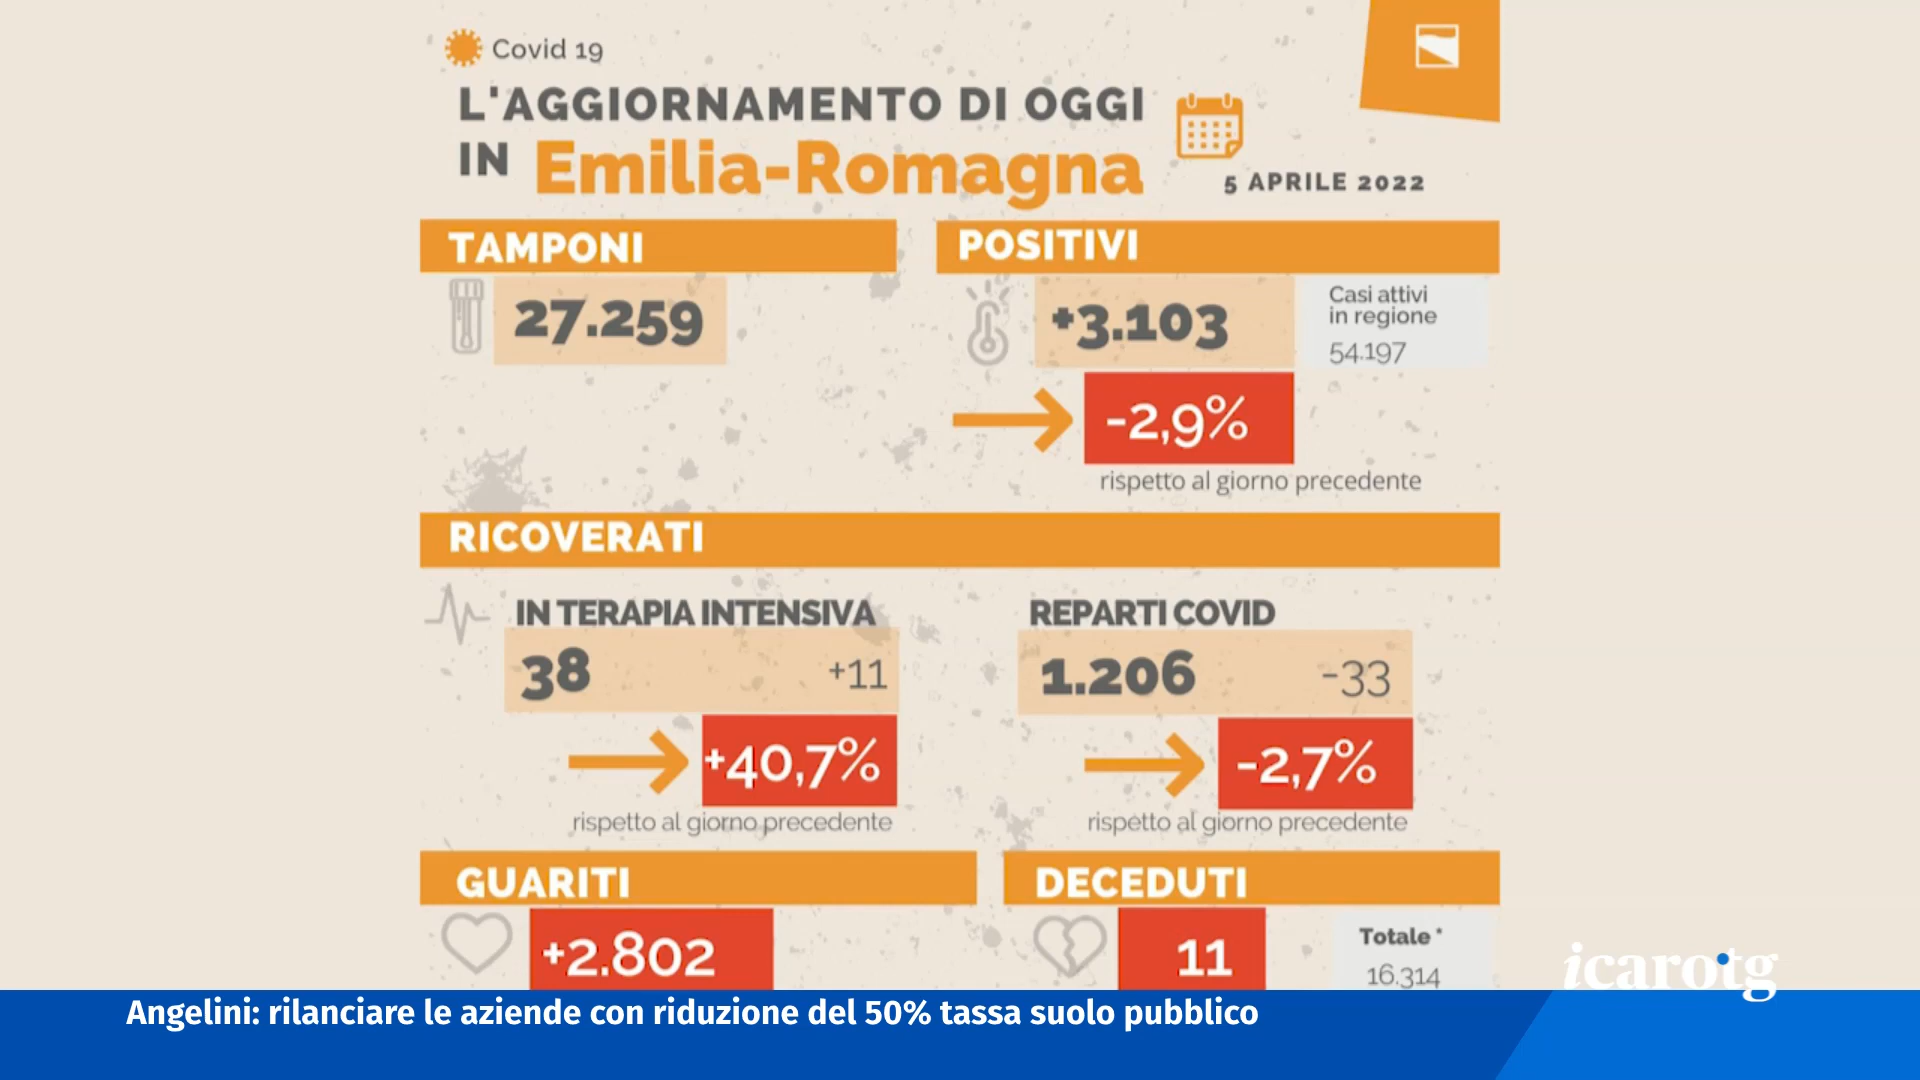 Covid 19
L'AGGIORNAMENTO DI OGGI
IN Emilia-Romagna
5 APRILE 2022
TAMPONI
27.259
POSITIVI
+3.103
Casi attivi
in regione
54.197
-2,9%
rispetto al giorno precedente
RICOVERATI
IN TERAPIA INTENSIVA
38 +11
+40,7%
rispetto al giorno precedente
REPARTI COVID
1.206 -33
-2,7%
rispetto al giorno precedente
GUARITI
+2.802
DECEDUTI
11
Totale *
16.314
icarotg
Angelini: rilanciare le aziende con riduzione del 50% tassa suolo pubblico